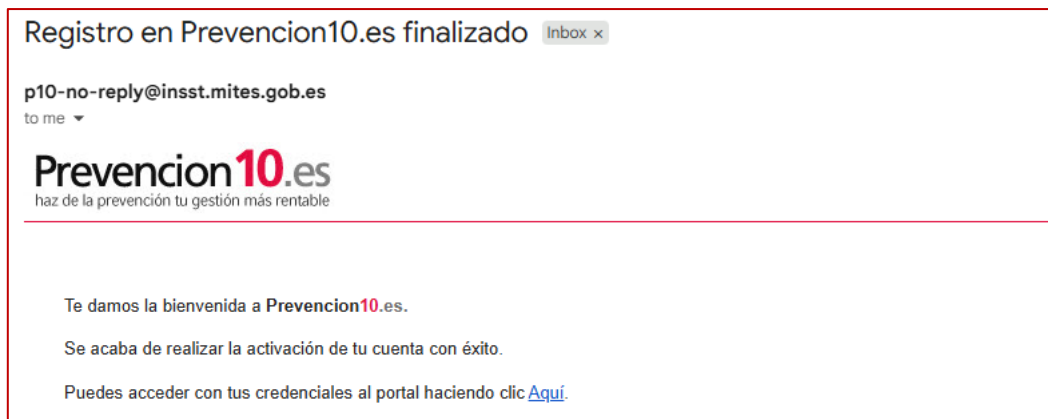 Registro en Prevencion10.es finalizado Inbox x
p10-no-reply@insst.mites.gob.es
to me
Prevencion10.es
haz de la prevención tu gestión más rentable
Te damos la bienvenida a Prevencion10.es.
Se acaba de realizar la activación de tu cuenta con éxito.
Puedes acceder con tus credenciales al portal haciendo clic Aquí.